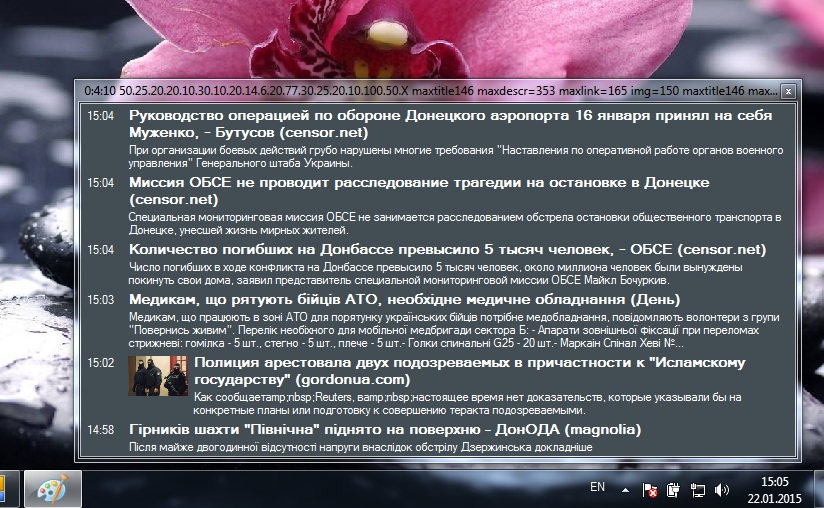 0:4:10 50.25.20.20.10.30.10.20.14.6.20.77.30.25.20.10.100.50.X maxtitle146 maxdescr=353 maxlink=165 img=150 maxtitle146 max...
15:04 Руководство операцией по обороне Донецкого аэропорта 16 января принял на себя
Муженко, - Бутусов (censor.net)
При организации боевых действий грубо нарушены многие требования "Наставления по оперативной работе органов военного
управления" Генерального штаба Украины.
15:04 Миссия ОБСЕ не проводит расследование трагедии на остановке в Донецке
(censor.net)
Специальная мониторинговая миссия ОБСЕ не занимается расследованием обстрела остановки общественного транспорта в
Донецке, унесшей жизнь мирных жителей.
15:04 Количество погибших на Донбассе превысило 5 тысяч человек, - ОБСЕ (censor.net)
Число погибших в ходе конфликта на Донбассе превысило 5 тысяч человек, около миллиона человек были вынуждены
покинуть свои дома, заявил представитель специальной мониторинговой миссии ОБСЕ Майкл Бочуркив.
15:03 Медикам, що рятують бійців АТО, необхідне медичне обладнання (День)
Медикам, що працюють в зоні АТО для порятунку українських бійців потрібне медобладнання, повідомляють волонтери з групи
"Повернись живим". Перелік необхіного для мобільної медбригади сектора Б: - Апарати зовнішньої фіксації при переломах
стрижневі: гомілка - 5 шт., стегно - 5 шт., плече - 5 шт.- Голки спинальні G25 - 20 шт.- Маркаін Спінал Хеві №...
15:02 Полиция арестовала двух подозреваемых в причастности к "Исламскому
государству" (gordonua.com)
Как сообщаетamp;nbsp;Reuters, вamp;nbsp;настоящее время нет доказательств, которые указывали бы на
конкретные планы или подготовку к совершению теракта подозреваемыми.
14:58 Гірників шахти "Північна" піднято на поверхню - ДонОДА (magnolia)
Після майже двогодинної відсутності напруги внаслідок обстрілу Дзержинська докладніше
EN
15:05
22.01.2015